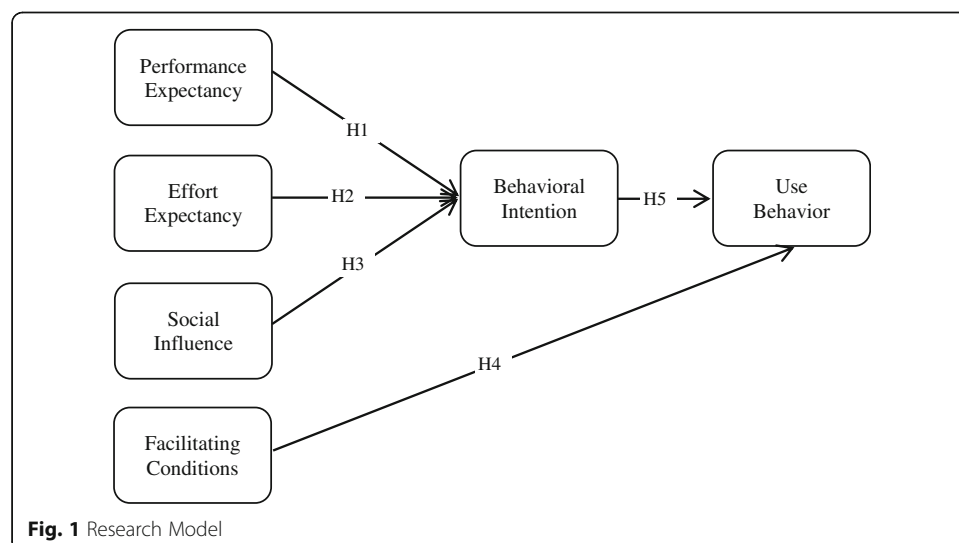 Performance
Expectancy
H1
Effort
Expectancy
H2
Behavioral
Intention
H5
Use
Behavior
H3
Social
Influence
H4
Facilitating
Conditions
Fig. 1 Research Model